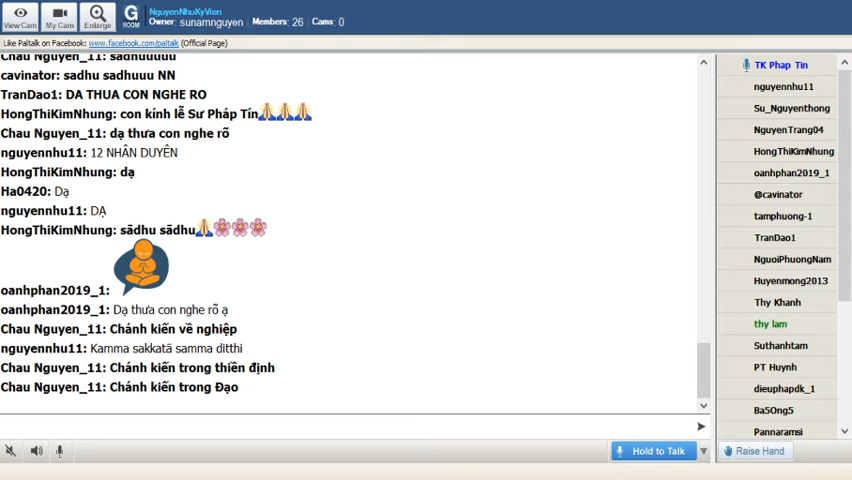 NguyenNhuKyVien
Owner: sunamnguyen Members: 26 Cams: 0
View Cam My Cam Enlarge G ROOM
Like Paltalk on Facebook: www.facebook.com/paltalk (Official Page)
Chau Nguyen_11: sadhuuuuu
cavinator: sadhu sadhuuu NN
TranDao1: DA THUA CON NGHE RO
HongThiKimNhung: con kính lễ Sư Pháp Tín
Chau Nguyen_11: dạ thưa con nghe rõ
nguyennhu11: 12 NHÂN DUYÊN
HongThiKimNhung: dạ
Ha0420: Dạ
nguyennhu11: DẠ
HongThiKimNhung: sādhu sādhu
oanhphan2019_1:
oanhphan2019_1: Dạ thưa con nghe rõ ạ
Chau Nguyen_11: Chánh kiến về nghiệp
nguyennhu11: Kamma sakkatā samma ditthi
Chau Nguyen_11: Chánh kiến trong thiền định
Chau Nguyen_11: Chánh kiến trong Đạo
Hold to Talk
TK Phap Tin
nguyennhu11
Su_Nguyenthong
NguyenTrang04
HongThiKimNhung
oanhphan2019_1
@cavinator
tamphuong-1
TranDao1
NguoiPhuongNam
Huyenmong2013
Thy Khanh
thy lam
Suthanhtam
PT Huynh
dieuphapdk_1
Ba5Ong5
Pannaramsi
Raise Hand